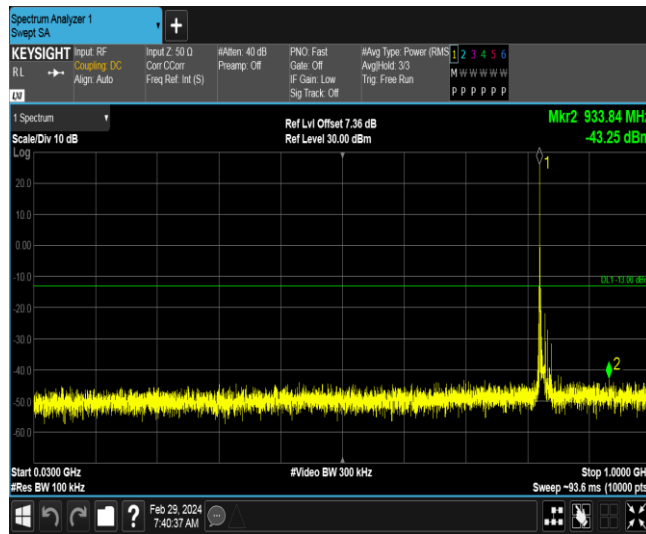 Spectrum Analyzer 1
Swept SA
+
KEYSIGHT
RL
LXI
Input: RF
Coupling: DC
Align: Auto
Input Z: 50 Ω
Corr CCorr
Freq Ref: Int (S)
#Atten: 40 dB
Preamp: Off
PNO: Fast
Gate: Off
IF Gain: Low
Sig Track: Off
#Avg Type: Power (RMS
Avg|Hold: 3/3
Trig: Free Run
1 2 3 4 5 6
M W W W W W
P P P P P P
1 Spectrum
Scale/Div 10 dB
Log
Ref Lvl Offset 7.36 dB
Ref Level 30.00 dBm
Mkr2 933.84 MHz
-43.25 dBm
1
20.0
10.0
0.00
-10.0
DL1 -13.00 dBm
-20.0
-30.0
-40.0
2
-50.0
-60.0
Start 0.0300 GHz
#Res BW 100 kHz
#Video BW 300 kHz
Stop 1.0000 GHz
Sweep ~93.6 ms (10000 pts)
?
Feb 29, 2024
7:40:37 AM